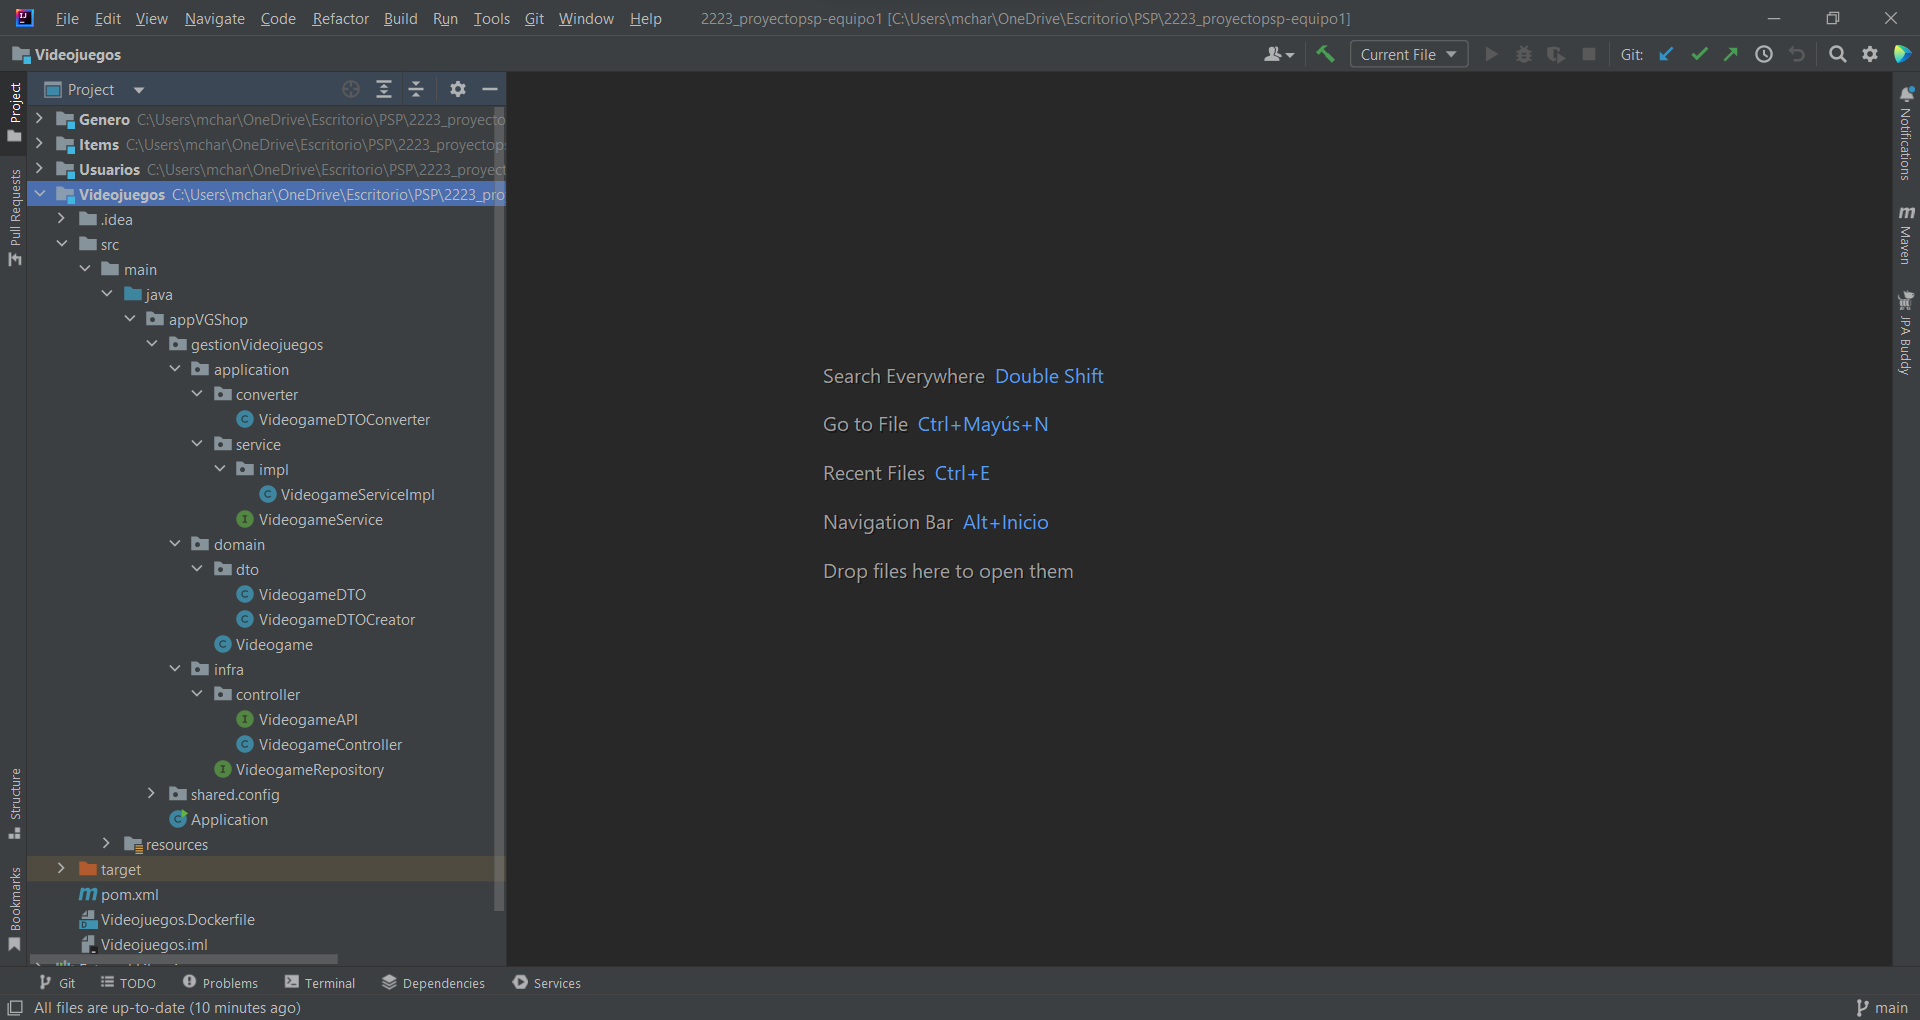 File Edit View Navigate Code Refactor Build Run Tools Git Window Help 2223_proyectopsp-equipo1 [C:\Users\mchar\OneDrive\Escritorio\PSP\2223_proyectopsp-equipo1]
Videojuegos
Current File
Git:
Project
Project
Pull Requests
Structure
Bookmarks
Genero C:\Users\mchar\OneDrive\Escritorio\PSP\2223_proyecto
Items C:\Users\mchar\OneDrive\Escritorio\PSP\2223_proyectop
Usuarios C:\Users\mchar\OneDrive\Escritorio\PSP\2223_proyect
Videojuegos C:\Users\mchar\OneDrive\Escritorio\PSP\2223_pro
.idea
src
main
java
appVGShop
gestionVideojuegos
application
converter
VideogameDTOConverter
service
impl
VideogameServiceImpl
VideogameService
domain
dto
VideogameDTO
VideogameDTOCreator
Videogame
infra
controller
VideogameAPI
VideogameController
VideogameRepository
shared.config
Application
resources
target
pom.xml
Videojuegos.Dockerfile
Videojuegos.iml
Search Everywhere Double Shift
Go to File Ctrl+Mayús+N
Recent Files Ctrl+E
Navigation Bar Alt+Inicio
Drop files here to open them
Notifications
Maven
JPA Buddy
Git TODO Problems Terminal Dependencies Services
All files are up-to-date (10 minutes ago)
main